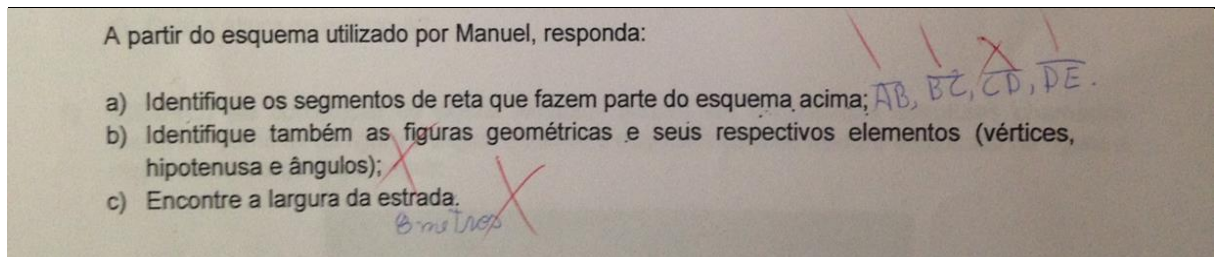 A partir do esquema utilizado por Manuel, responda:
a) Identifique os segmentos de reta que fazem parte do esquema acima; AB, BC, CD, DE.
b) Identifique também as figuras geométricas e seus respectivos elementos (vértices,
hipotenusa e ângulos);
c) Encontre a largura da estrada.
8 metros